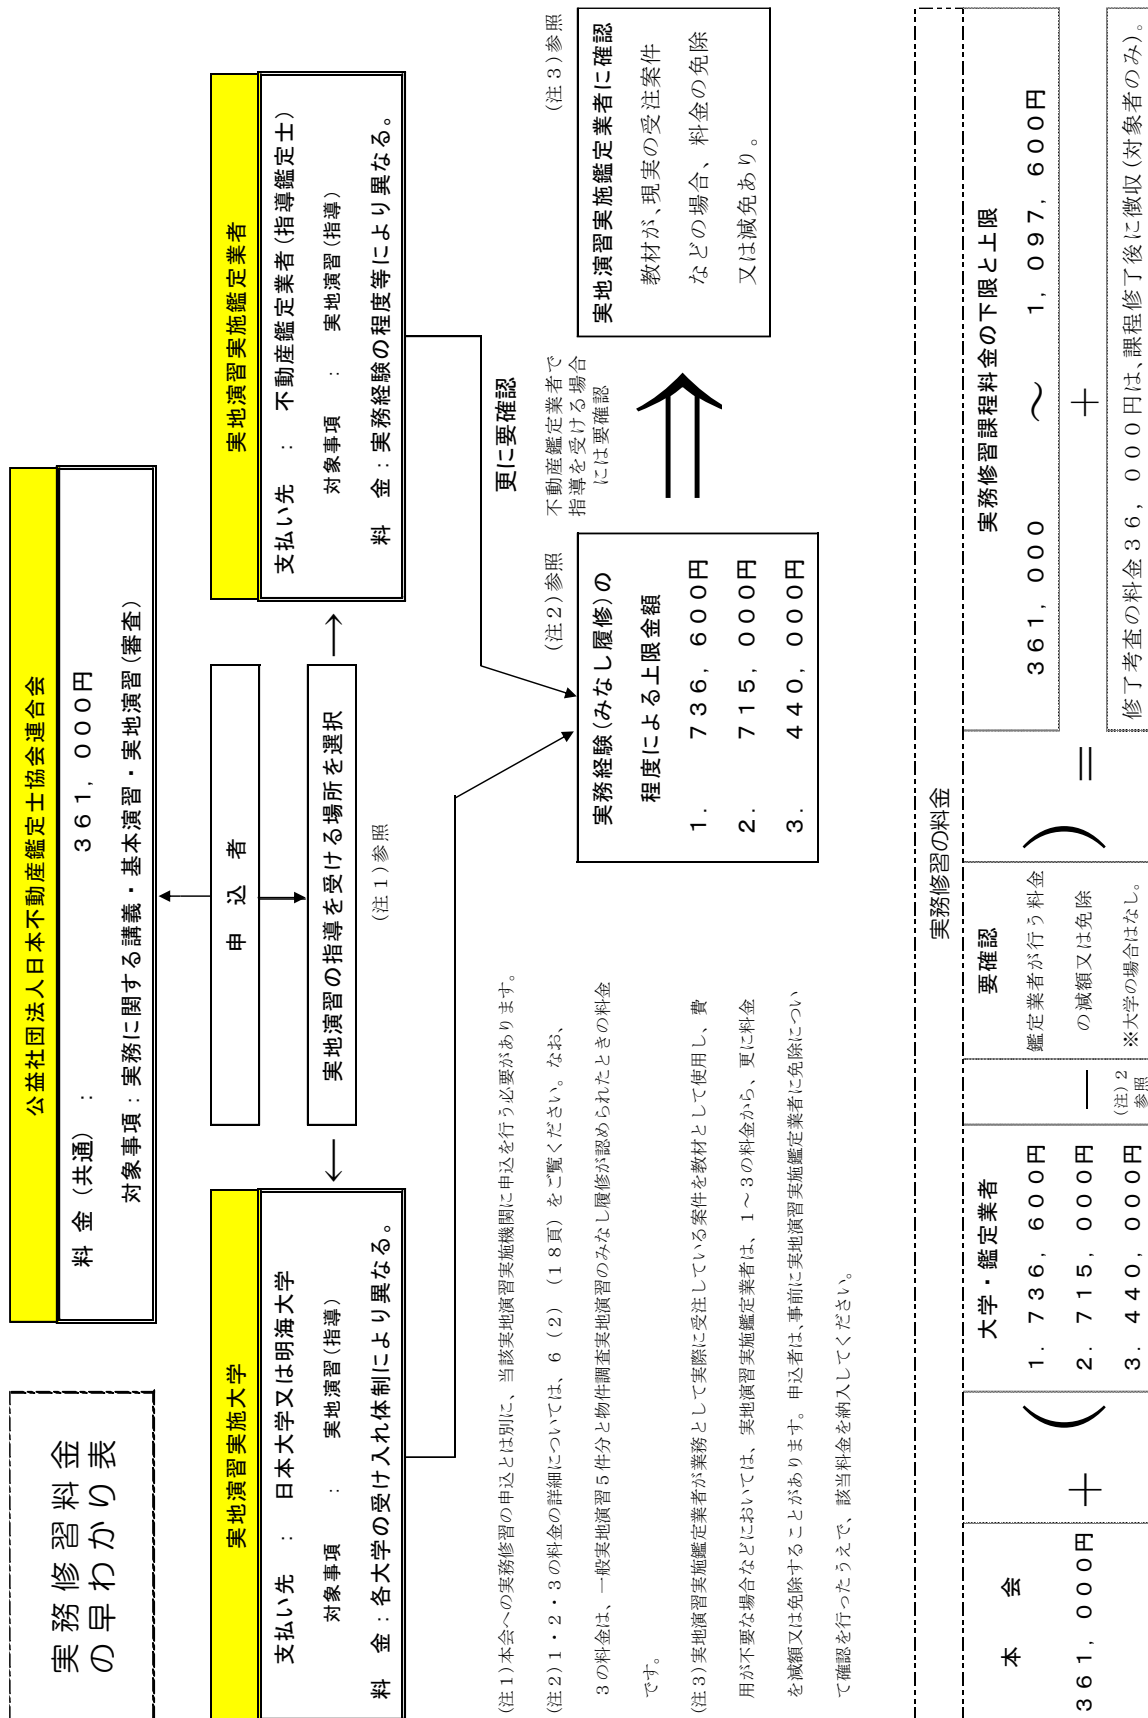 実務修習料金
の早わかり表
公益社団法人日本不動産鑑定士協会連合会
料金（共通） ： 361,000円
対象事項：実務に関する講義・基本演習・実地演習（審査）
申 込 者
実地演習の指導を受ける場所を選択
(注1)参照
←
→
実地演習実施大学
支払い先 ： 日本大学又は明海大学
対象事項 ： 実地演習(指導)
料 金：各大学の受け入れ体制により異なる。
実地演習実施鑑定業者
支払い先 ： 不動産鑑定業者(指導鑑定士)
対象事項 ： 実地演習(指導)
料 金：実務経験の程度等により異なる。
(注1)本会への実務修習の申込とは別に、当該実地演習実施機関に申込を行う必要があります。
(注2)1・2・3の料金の詳細については、6（2）（18頁）をご覧ください。なお、
3の料金は、一般実地演習5件分と物件調査実地演習のみなし履修が認められたときの料金
です。
(注3)実地演習実施鑑定業者が業務として実際に受注している案件を教材として使用し、費
用が不要な場合などにおいては、実地演習実施鑑定業者は、1～3の料金から、更に料金
を減額又は免除することがあります。申込者は、事前に実地演習実施鑑定業者に免除につい
て確認を行ったうえで、該当料金を納入してください。
(注2)参照
実務経験(みなし履修)の
程度による上限金額
1. 736,600円
2. 715,000円
3. 440,000円
更に要確認
不動産鑑定業者で
指導を受ける場合
には要確認
(注3)参照
実地演習実施鑑定業者に確認
教材が、現実の受注案件
などの場合、料金の免除
又は減免あり。
実務修習の料金
本 会
361,000円
＋
（
大学・鑑定業者
1. 736,600円
2. 715,000円
3. 440,000円
―
(注)2
参照
要確認
鑑定業者が行う料金
の減額又は免除
※大学の場合はなし。
）
＝
実務修習課程料金の下限と上限
361,000 ～ 1,097,600円
＋
修了考査の料金36,000円は、課程修了後に徴収(対象者のみ)。